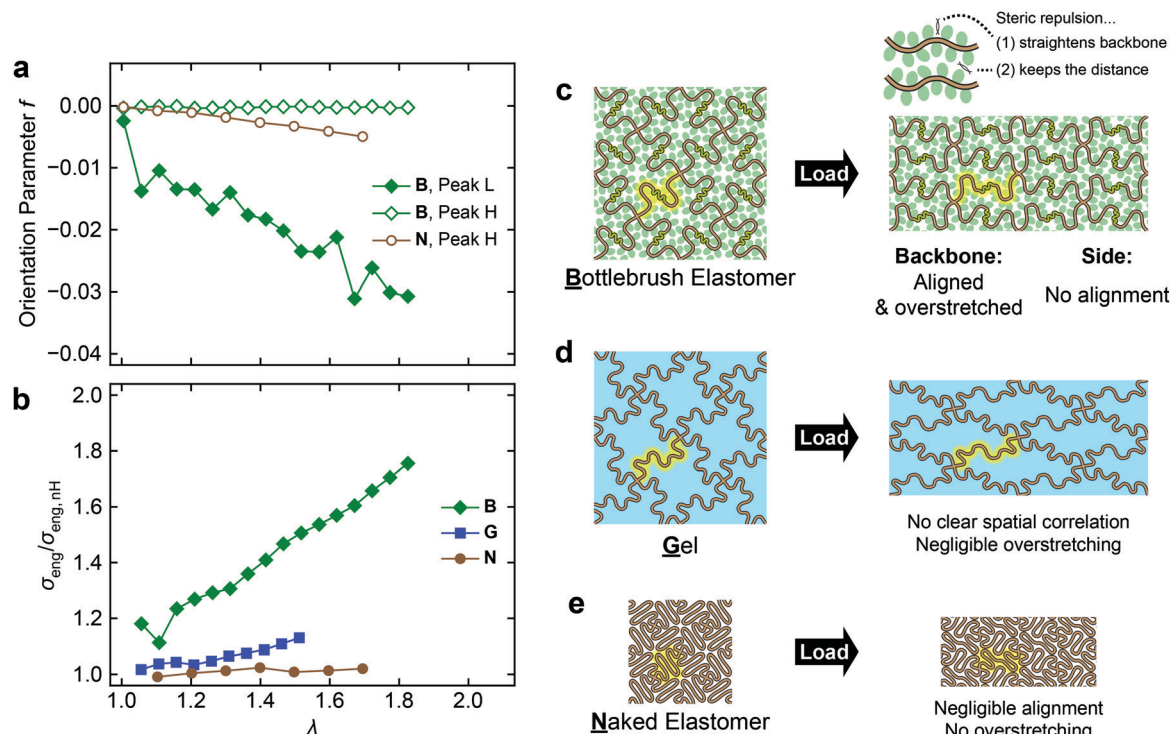 a
0.00
−0.01
−0.02
−0.03
−0.04
Orientation Parameter f
B, Peak L
B, Peak H
N, Peak H
b
2.0
1.8
1.6
1.4
1.2
1.0
σeng/σeng,nH
B
G
N
1.0 1.2 1.4 1.6 1.8 2.0
λ
Steric repulsion...
(1) straightens backbone
(2) keeps the distance
c
Load
Bottlebrush Elastomer
Backbone:
Aligned
& overstretched
Side:
No alignment
d
Load
Gel
No clear spatial correlation
Negligible overstretching
e
Load
Naked Elastomer
Negligible alignment
No overstretching